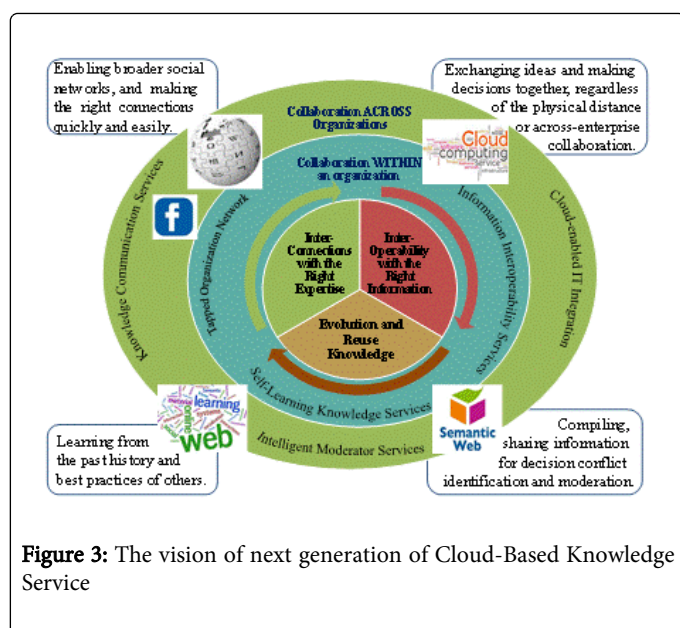 Enabling broader social
networks, and making
the right connections
quickly and easily.
Exchanging ideas and making
decisions together, regardless
of the physical distance
or across-enterprise
collaboration.
Collaboration ACROSS
Organizations
Collaboration WITHIN
an organization
Cloud
computing
Service
f
Knowledge Communication Services
Tapped Organization Network
Information Interoperability Services
Cloud-enabled IT Integration
Inter-
Connections
with the
Right
Expertise
Inter-
Operability
with the
Right
Information
Evolution and
Reuse
Knowledge
Self-Learning Knowledge Services
Intelligent Moderator Services
learning
online
systems
web
Semantic
Web
Learning from
the past history and
best practices of others.
Compiling,
sharing information
for decision conflict
identification and moderation.
Figure 3: The vision of next generation of Cloud-Based Knowledge
Service